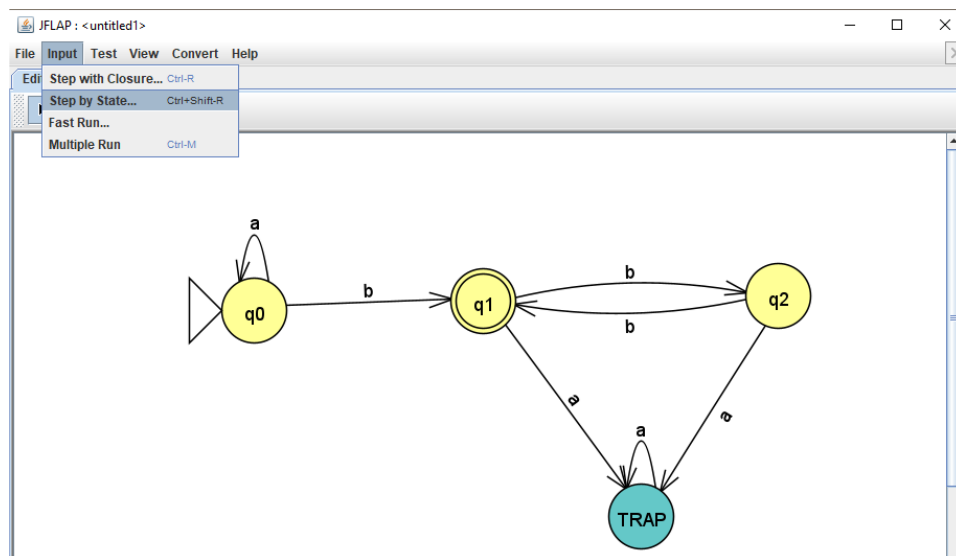 JFLAP : <untitled1>
File Input Test View Convert Help
Step with Closure... Ctrl-R
Step by State... Ctrl+Shift-R
Fast Run...
Multiple Run Ctrl-M
a
b
b
b
q0
q1
q2
a
a
a
TRAP